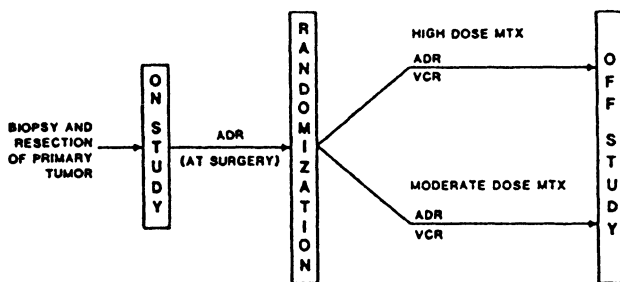 BIOPSY AND
RESECTION
OF PRIMARY
TUMOR
ON STUDY
ADR
(AT SURGERY)
RANDOMIZATION
HIGH DOSE MTX
ADR
VCR
MODERATE DOSE MTX
ADR
VCR
OFF STUDY